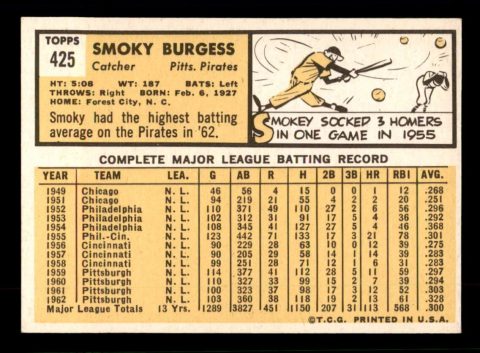 TOPPS
425
SMOKY BURGESS
Catcher Pitts. Pirates
HT: 5:08 WT: 187 BATS: Left
THROWS: Right BORN: Feb. 6, 1927
HOME: Forest City, N. C.
Smoky had the highest batting
average on the Pirates in '62.
SMOKEY SOCKED 3 HOMERS
IN ONE GAME IN 1955
COMPLETE MAJOR LEAGUE BATTING RECORD
YEAR TEAM LEA. G AB R H 2B 3B HR RBI AVG.
1949 Chicago N. L. 46 56 4 15 0 0 1 12 .268
1951 Chicago N. L. 94 219 21 55 4 2 2 20 .251
1952 Philadelphia N. L. 110 371 49 110 27 2 6 56 .296
1953 Philadelphia N. L. 102 312 31 91 17 5 4 36 .292
1954 Philadelphia N. L. 108 345 41 127 27 5 4 46 .368
1955 Phil.-Cin. N. L. 123 442 71 133 17 3 21 78 .301
1956 Cincinnati N. L. 90 229 28 63 10 0 12 39 .275
1957 Cincinnati N. L. 90 205 29 58 14 1 14 39 .283
1958 Cincinnati N. L. 99 251 28 71 12 1 6 31 .283
1959 Pittsburgh N. L. 114 377 41 112 28 5 11 59 .297
1960 Pittsburgh N. L. 110 337 33 99 15 2 7 39 .294
1961 Pittsburgh N. L. 100 323 37 98 17 3 12 52 .303
1962 Pittsburgh N. L. 103 360 38 118 19 2 13 61 .328
Major League Totals 13 Yrs. 1289 3827 451 1150 207 31 113 568 .300
©T.C.G. PRINTED IN U.S.A.